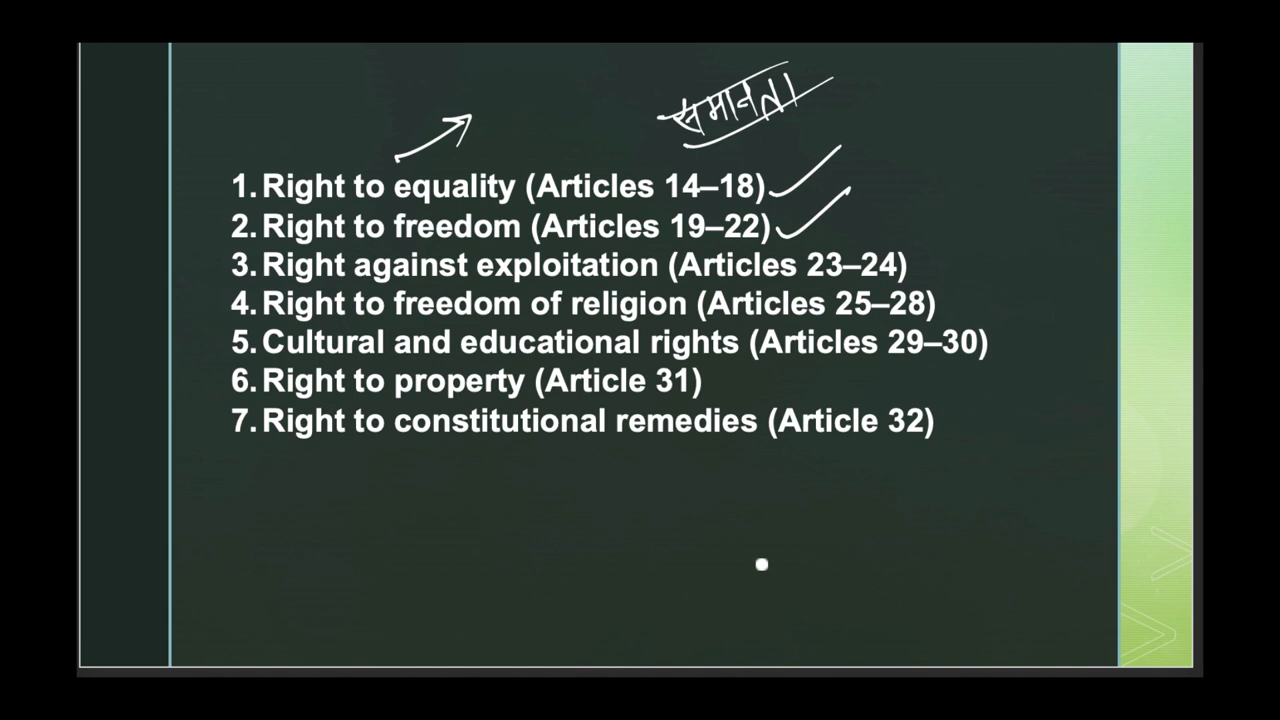 समानता
1. Right to equality (Articles 14–18)
2. Right to freedom (Articles 19–22)
3. Right against exploitation (Articles 23–24)
4. Right to freedom of religion (Articles 25–28)
5. Cultural and educational rights (Articles 29–30)
6. Right to property (Article 31)
7. Right to constitutional remedies (Article 32)